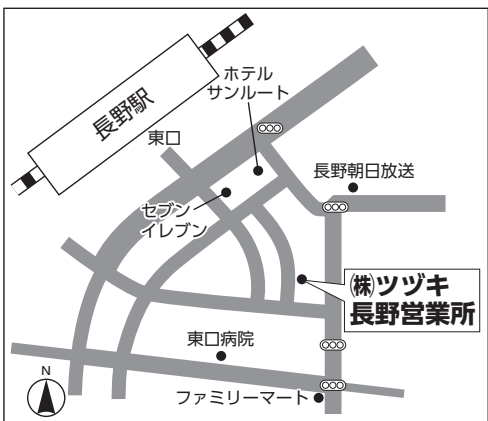 ホテル
サンルート
長野駅
東口
長野朝日放送
セブン
イレブン
㈱ツヅキ
長野営業所
東口病院
N
ファミリーマート